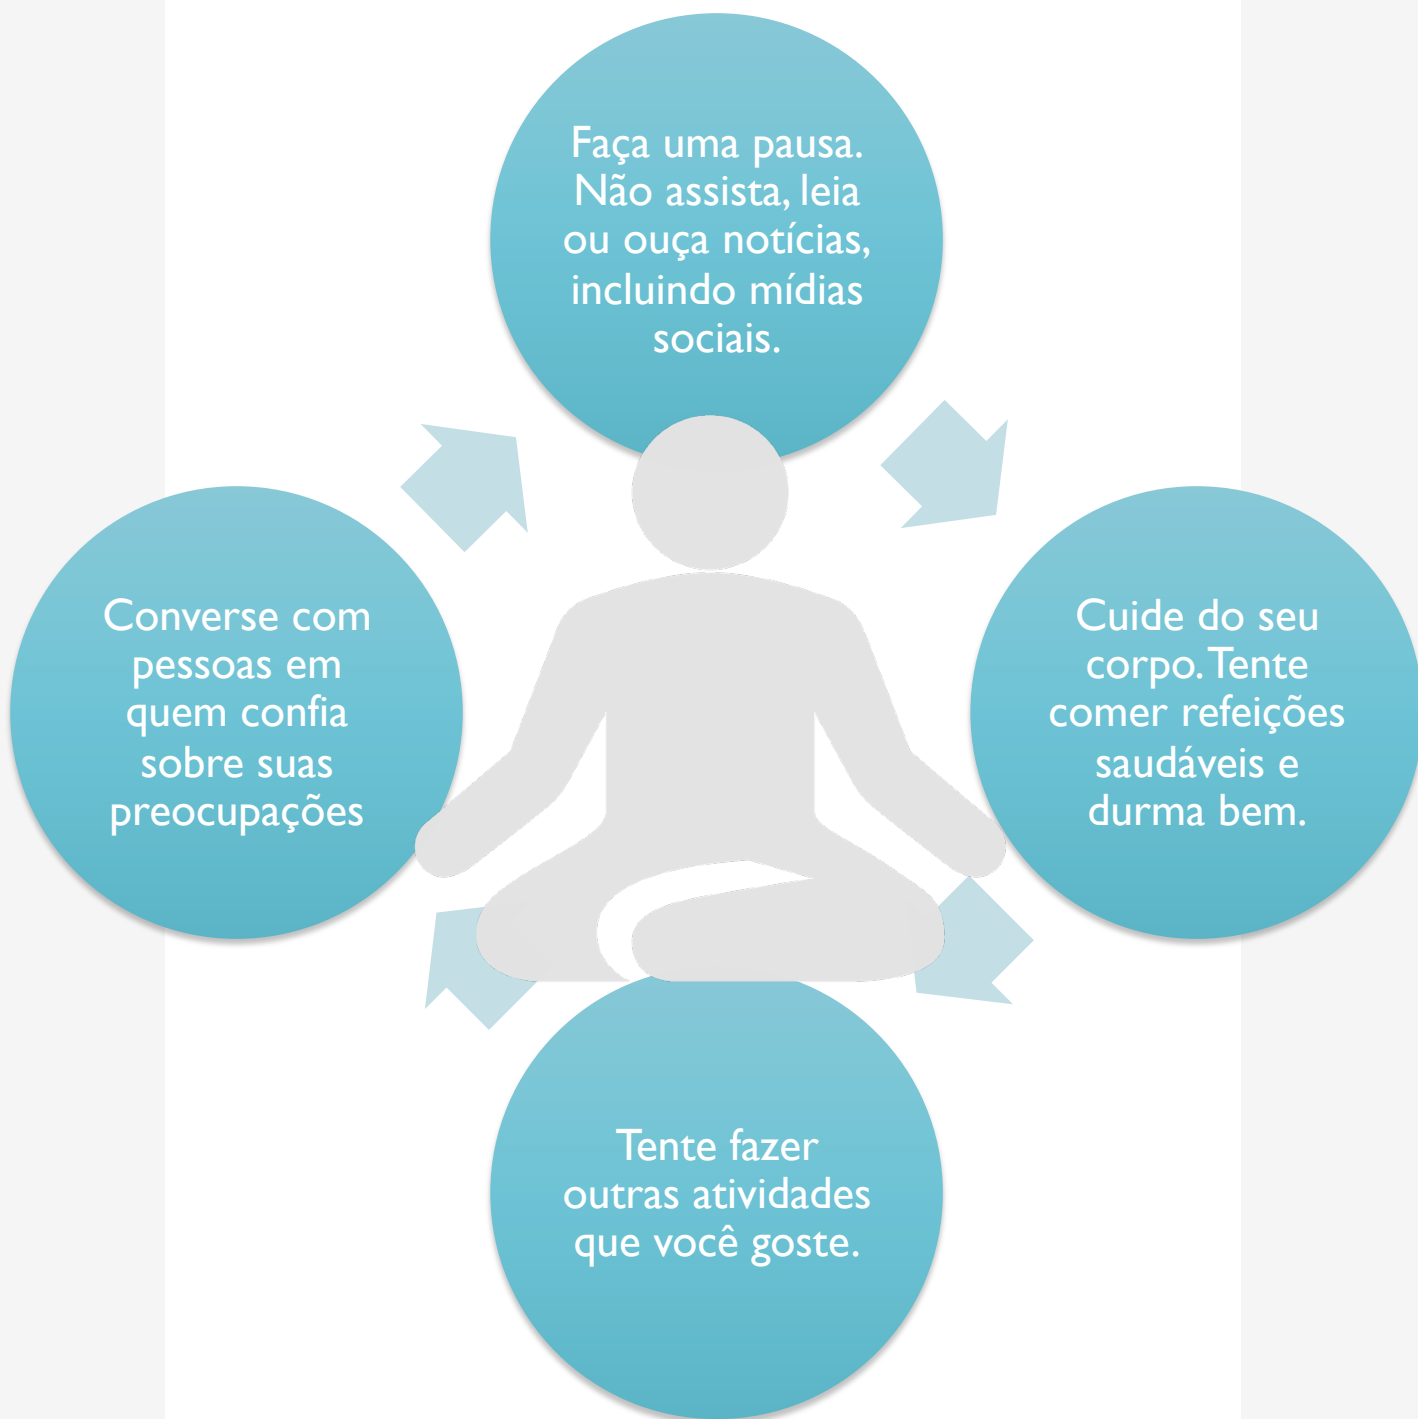 Faça uma pausa.
Não assista, leia
ou ouça notícias,
incluindo mídias
sociais.
Cuide do seu
corpo. Tente
comer refeições
saudáveis e
durma bem.
Tente fazer
outras atividades
que você goste.
Converse com
pessoas em
quem confia
sobre suas
preocupações